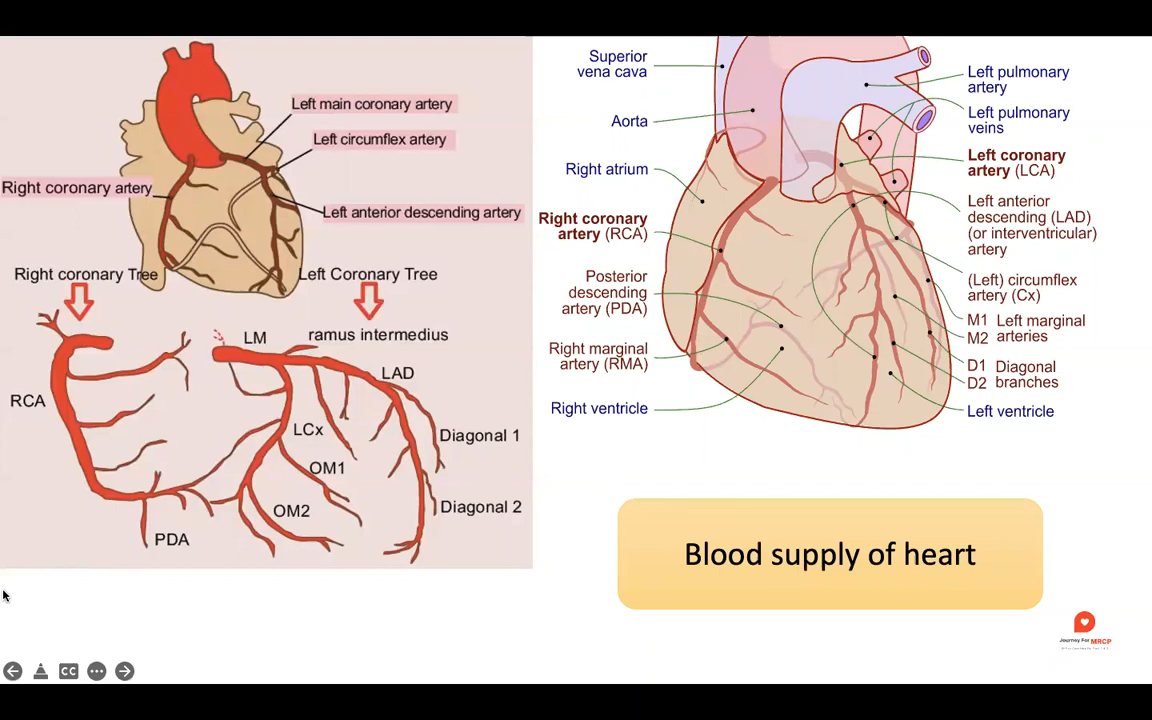 Left main coronary artery
Left circumflex artery
Right coronary artery
Left anterior descending artery
Right coronary Tree
Left Coronary Tree
LM
ramus intermedius
LAD
RCA
LCx
Diagonal 1
OM1
Diagonal 2
OM2
PDA
Superior
vena cava
Aorta
Right atrium
Right coronary
artery (RCA)
Posterior
descending
artery (PDA)
Right marginal
artery (RMA)
Right ventricle
Left pulmonary
artery
Left pulmonary
veins
Left coronary
artery (LCA)
Left anterior
descending (LAD)
(or interventricular)
artery
(Left) circumflex
artery (Cx)
M1 Left marginal
M2 arteries
D1 Diagonal
D2 branches
Left ventricle
Blood supply of heart
Journey For MRCP
CC